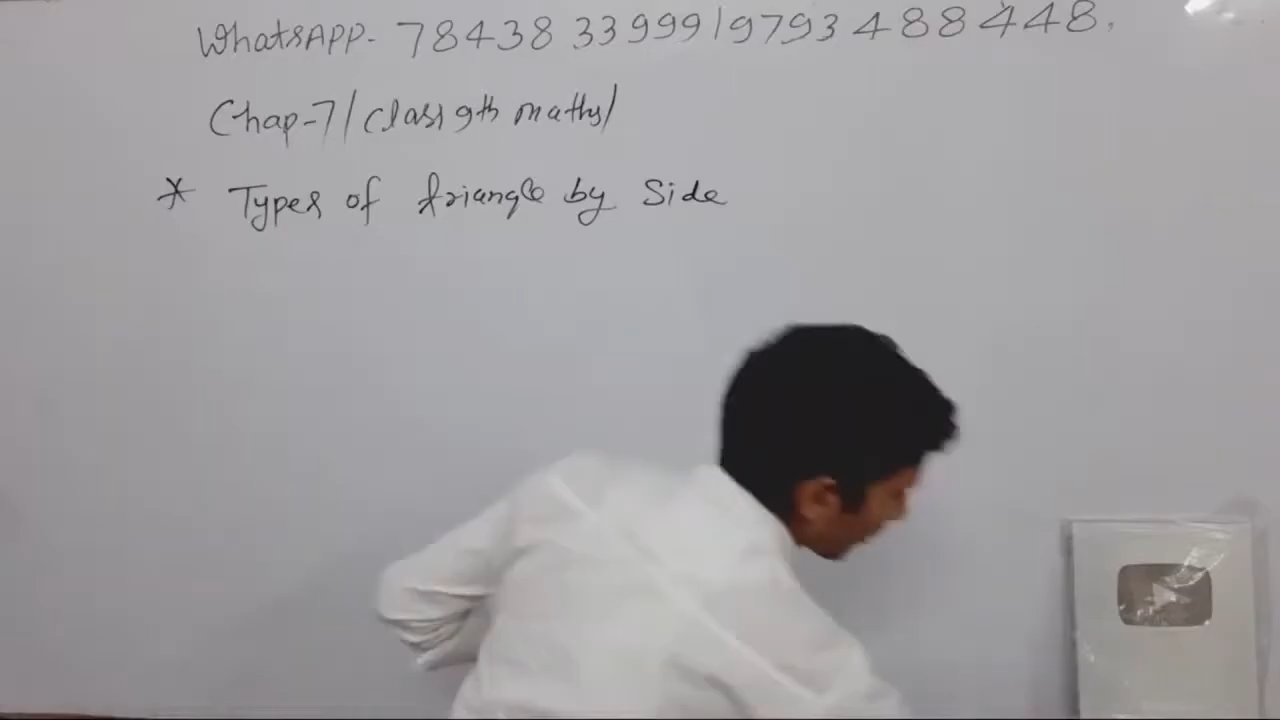 WhatsAPP- 78438 33999/9793488448.
Chap-7/class 9th maths/
* Types of triangle by Side